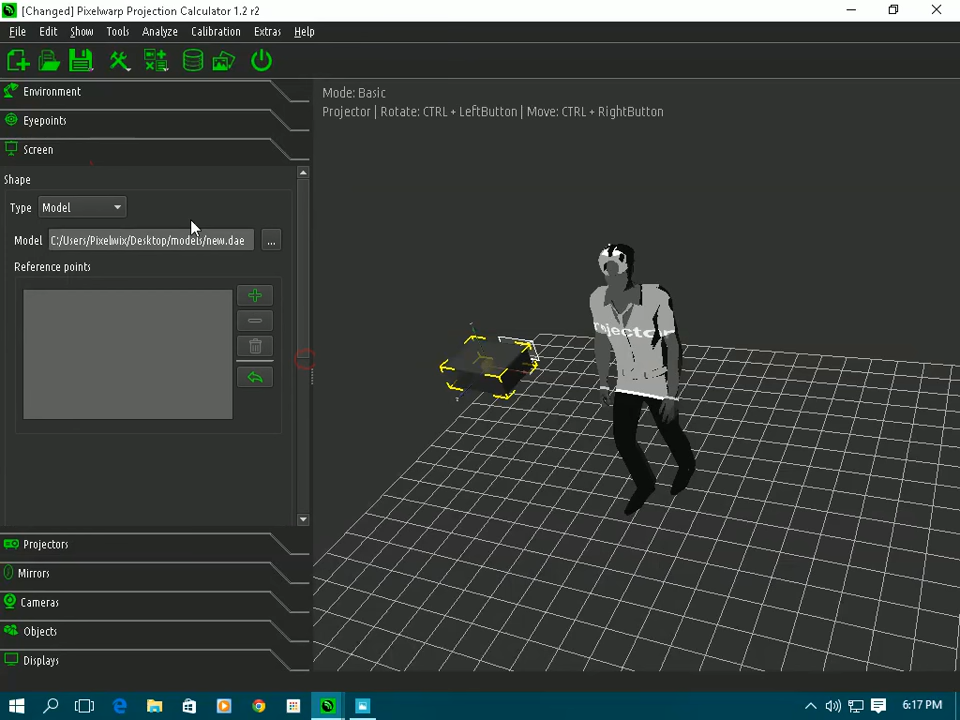 [Changed] Pixelwarp Projection Calculator 1.2 r2
File Edit Show Tools Analyze Calibration Extras Help
Environment
Eyepoints
Screen
Shape
Type Model
Model C:/Users/Pixelwix/Desktop/models/new.dae ...
Reference points
Projectors
Mirrors
Cameras
Objects
Displays
Mode: Basic
Projector | Rotate: CTRL + LeftButton | Move: CTRL + RightButton
rojector
6:17 PM